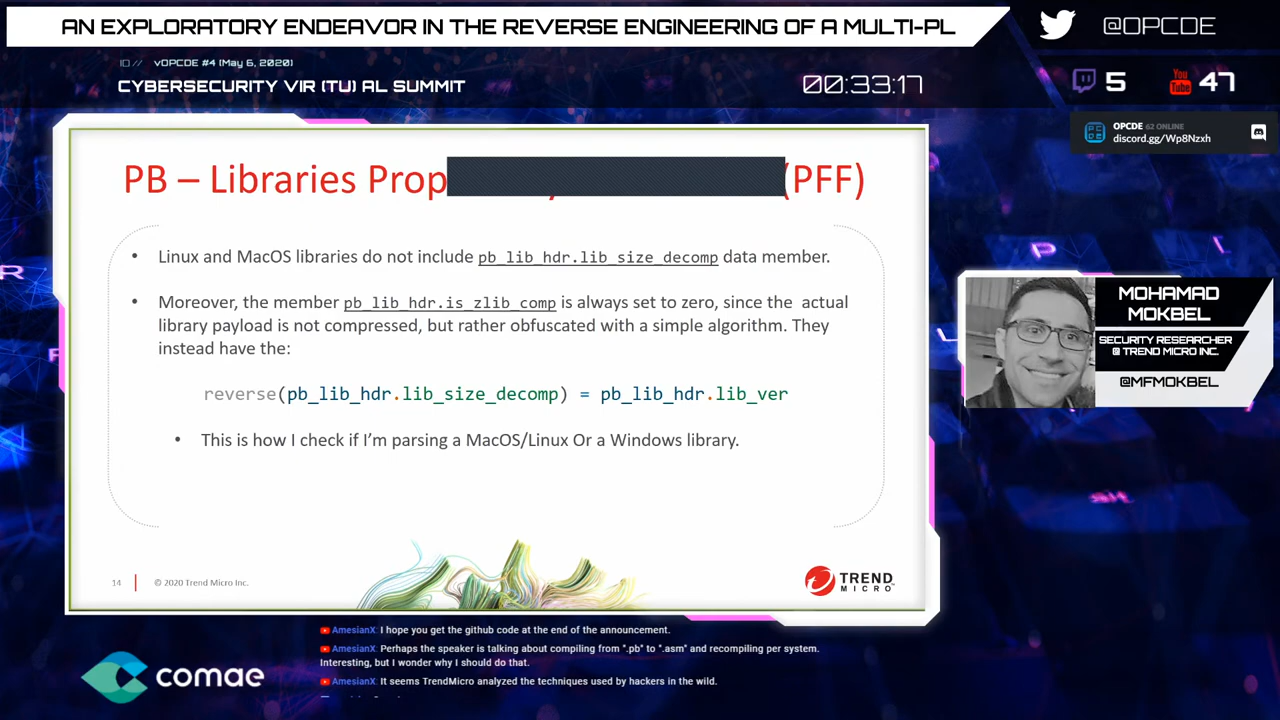 AN EXPLORATORY ENDEAVOR IN THE REVERSE ENGINEERING OF A MULTI-PL
@OPCDE
ID // vOPCDE #4 (May 6, 2020)
CYBERSECURITY VIR (TU) AL SUMMIT
00:33:17
5
You Tube
47
OPCDE 62 ONLINE
discord.gg/Wp8Nzxh
PB – Libraries Prop (PFF)
• Linux and MacOS libraries do not include pb_lib_hdr.lib_size_decomp data member.
• Moreover, the member pb_lib_hdr.is_zlib_comp is always set to zero, since the actual
library payload is not compressed, but rather obfuscated with a simple algorithm. They
instead have the:
reverse(pb_lib_hdr.lib_size_decomp) = pb_lib_hdr.lib_ver
• This is how I check if I'm parsing a MacOS/Linux Or a Windows library.
14
© 2020 Trend Micro Inc.
TREND
MICRO
MOHAMAD
MOKBEL
SECURITY RESEARCHER
@ TREND MICRO INC.
@MFMOKBEL
comae
AmesianX: I hope you get the github code at the end of the announcement.
AmesianX: Perhaps the speaker is talking about compiling from ".pb" to ".asm" and recompiling per system.
Interesting, but I wonder why I should do that.
AmesianX: It seems TrendMicro analyzed the techniques used by hackers in the wild.